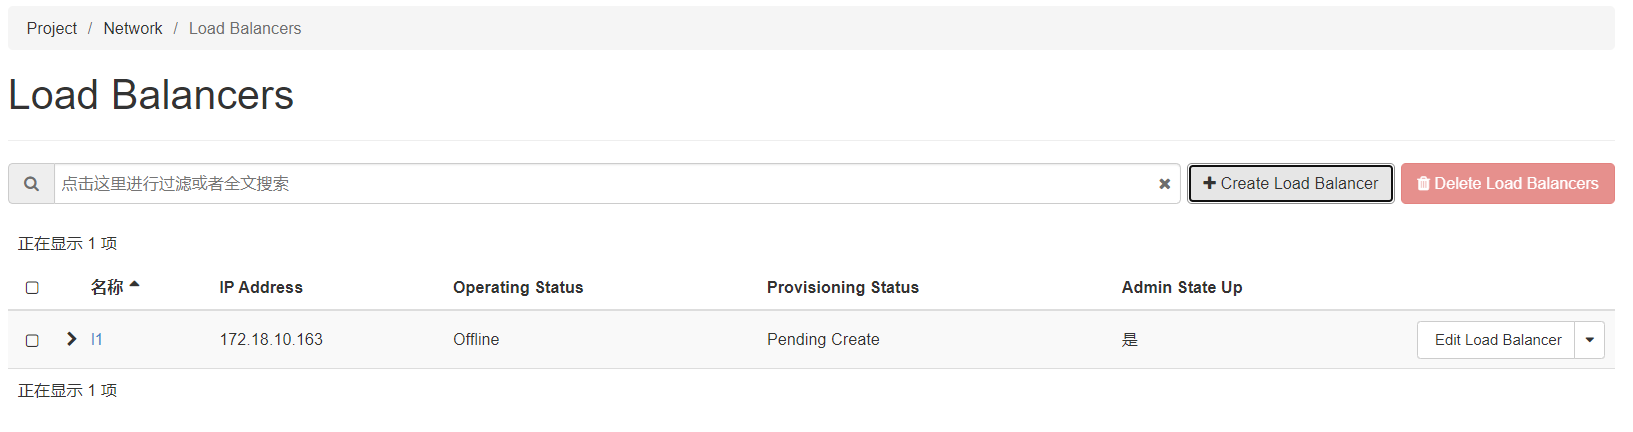 Project / Network / Load Balancers
Load Balancers
点击这里进行过滤或者全文搜索
Create Load Balancer
Delete Load Balancers
正在显示 1 项
名称 IP Address Operating Status Provisioning Status Admin State Up
l1 172.18.10.163 Offline Pending Create 是 Edit Load Balancer
正在显示 1 项